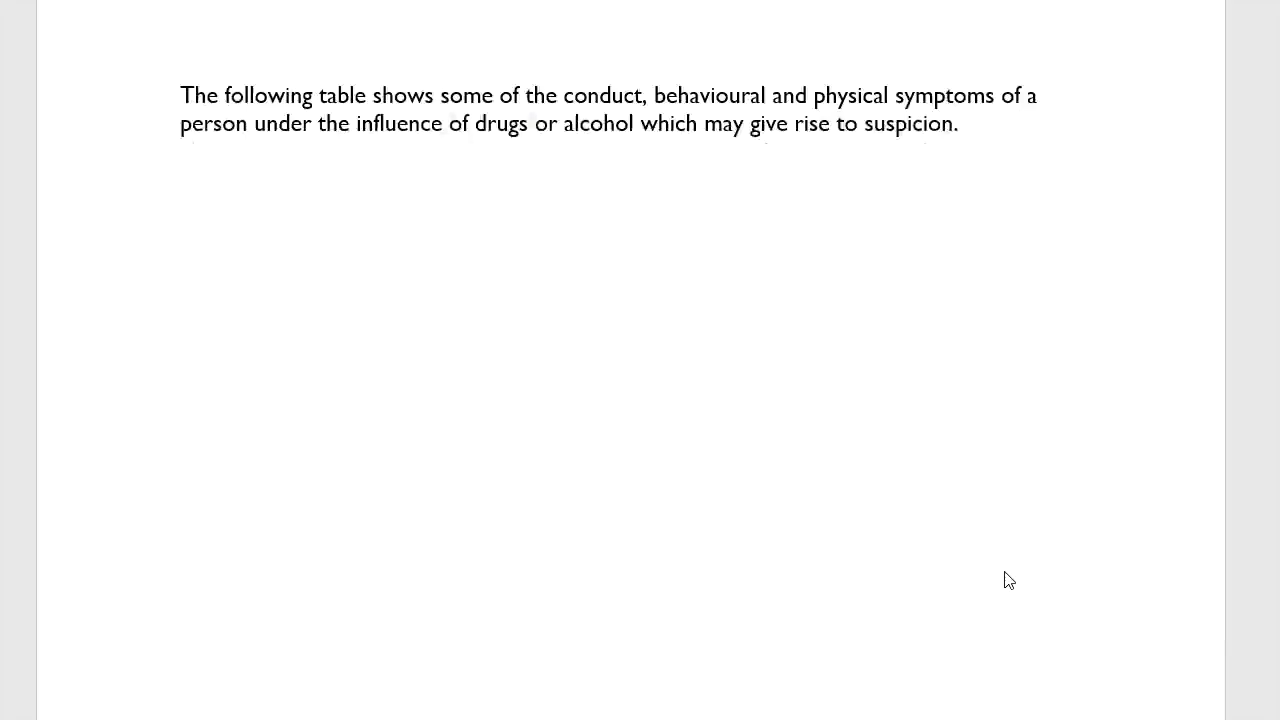 The following table shows some of the conduct, behavioural and physical symptoms of a
person under the influence of drugs or alcohol which may give rise to suspicion.